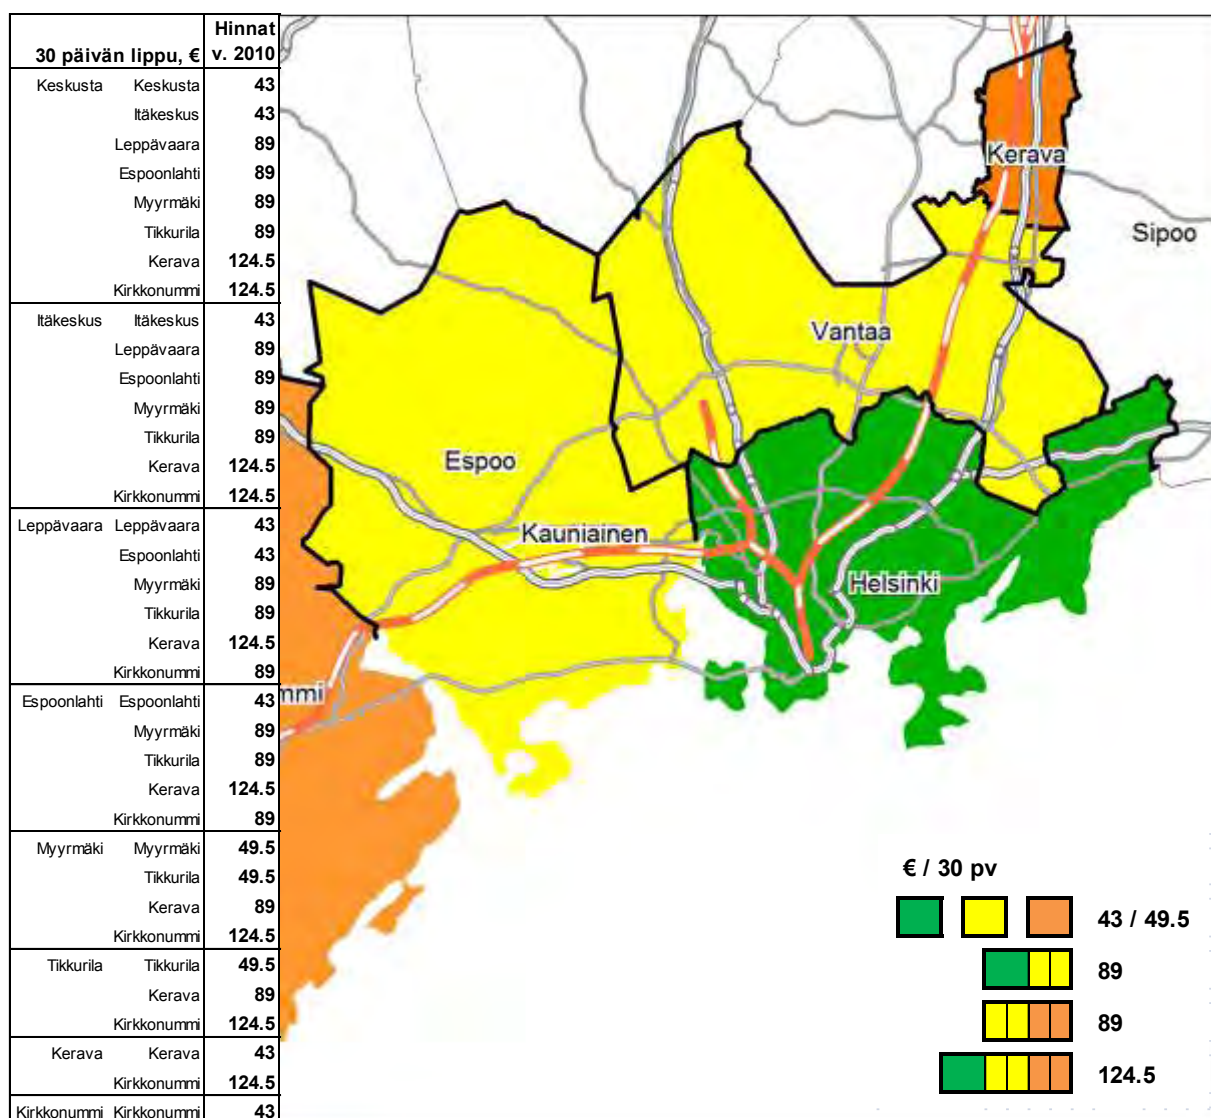 Hinnat
30 päivän lippu, € v. 2010
Keskusta Keskusta 43
Itäkeskus 43
Leppävaara 89
Espoonlahti 89
Myyrmäki 89
Tikkurila 89
Kerava 124.5
Kirkkonummi 124.5
Itäkeskus Itäkeskus 43
Leppävaara 89
Espoonlahti 89
Myyrmäki 89
Tikkurila 89
Kerava 124.5
Kirkkonummi 124.5
Leppävaara Leppävaara 43
Espoonlahti 43
Myyrmäki 89
Tikkurila 89
Kerava 124.5
Kirkkonummi 89
Espoonlahti Espoonlahti 43
Myyrmäki 89
Tikkurila 89
Kerava 124.5
Kirkkonummi 89
Myyrmäki Myyrmäki 49.5
Tikkurila 49.5
Kerava 89
Kirkkonummi 124.5
Tikkurila Tikkurila 49.5
Kerava 89
Kirkkonummi 124.5
Kerava Kerava 43
Kirkkonummi 124.5
Kirkkonummi Kirkkonummi 43
Kerava
Sipoo
Vantaa
Espoo
Kauniainen
Helsinki
mmi
€ / 30 pv
43 / 49.5
89
89
124.5